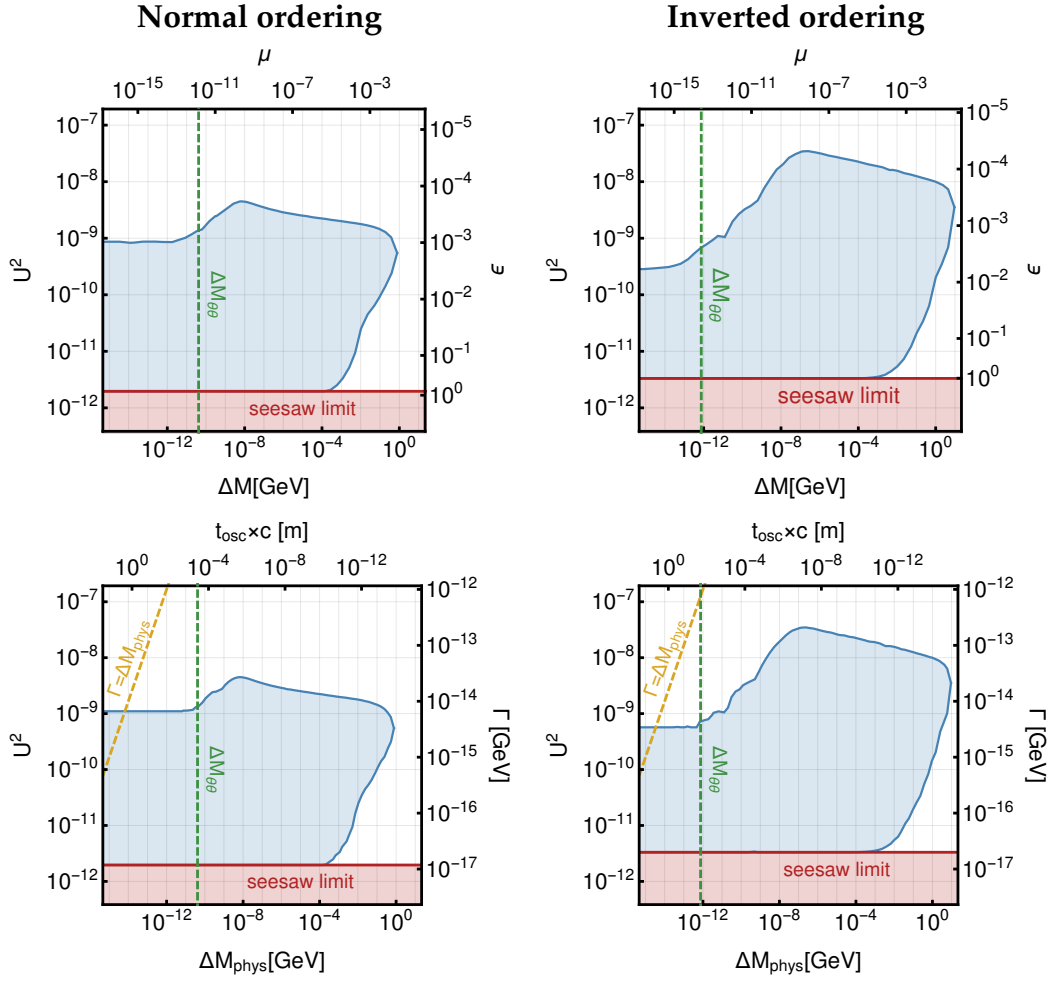 Normal ordering
Inverted ordering
μ
10^-15 10^-11 10^-7 10^-3
μ
10^-15 10^-11 10^-6 10^-1
10^-7
10^-8
10^-9
10^-10
10^-11
10^-12
U^2
10^-5
10^-4
10^-3
10^-2
10^-1
10^0
ϵ
ΔM_θθ
seesaw limit
10^-12 10^-8 10^-4 10^0
ΔM[GeV]
10^-7
10^-8
10^-9
10^-10
10^-11
10^-12
U^2
10^-5
10^-4
10^-3
10^-2
10^-1
10^0
ϵ
ΔM_θθ
seesaw limit
10^-12 10^-8 10^-4 10^0
ΔM[GeV]
t_osc×c [m]
10^0 10^-4 10^-8 10^-12
t_osc×c [m]
10^0 10^-3 10^-7 10^-12
10^-7
10^-8
10^-9
10^-10
10^-11
10^-12
U^2
10^-12
10^-13
10^-14
10^-15
10^-16
10^-17
Γ [GeV]
Γ=ΔM_phys
ΔM_θθ
seesaw limit
10^-12 10^-8 10^-4 10^0
ΔM_phys[GeV]
10^-7
10^-8
10^-9
10^-10
10^-11
10^-12
U^2
10^-12
10^-13
10^-14
10^-15
10^-16
10^-17
Γ [GeV]
Γ=ΔM_phys
ΔM_θθ
seesaw limit
10^-12 10^-8 10^-4 10^0
ΔM_phys[GeV]